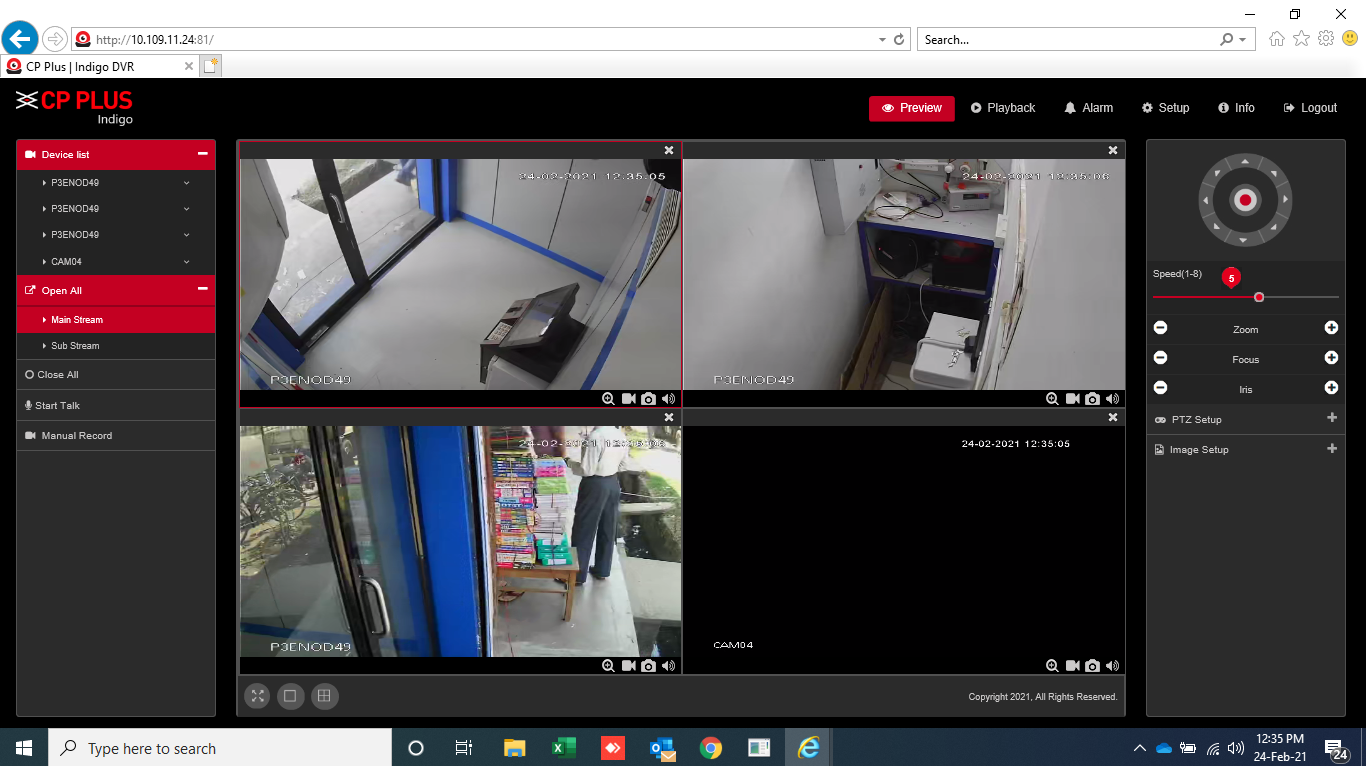 http://10.109.11.24:81/
Search...
CP Plus | Indigo DVR
CP PLUS
Indigo
Preview
Playback
Alarm
Setup
Info
Logout
Device list
P3ENOD49
P3ENOD49
P3ENOD49
CAM04
Open All
Main Stream
Sub Stream
Close All
Start Talk
Manual Record
24-02-2021 12:35:05
P3ENOD49
24-02-2021 12:35:06
P3ENOD49
24-02-2021 12:35:06
P3ENOD49
24-02-2021 12:35:05
CAM04
Speed(1-8)
5
Zoom
Focus
Iris
PTZ Setup
Image Setup
Copyright 2021, All Rights Reserved.
Type here to search
12:35 PM
24-Feb-21
24